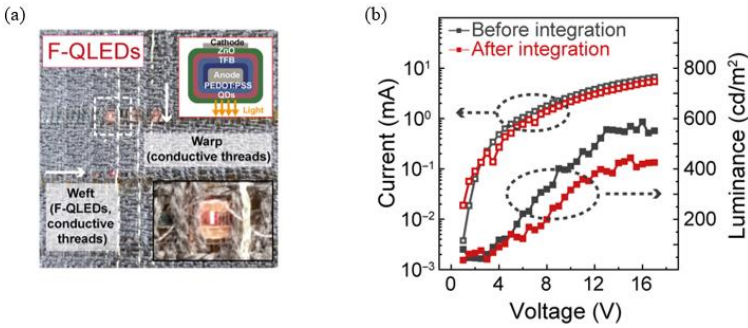 (a)
F-QLEDs
Cathode
ZnO
TFB
Anode
PEDOT:PSS
QDs
Light
Warp
(conductive threads)
Weft
(F-QLEDs,
conductive
threads)
(b)
Before integration
After integration
Current (mA)
10¹
10⁰
10⁻¹
10⁻²
10⁻³
0 4 8 12 16
Voltage (V)
800
600
400
200
Luminance (cd/m²)